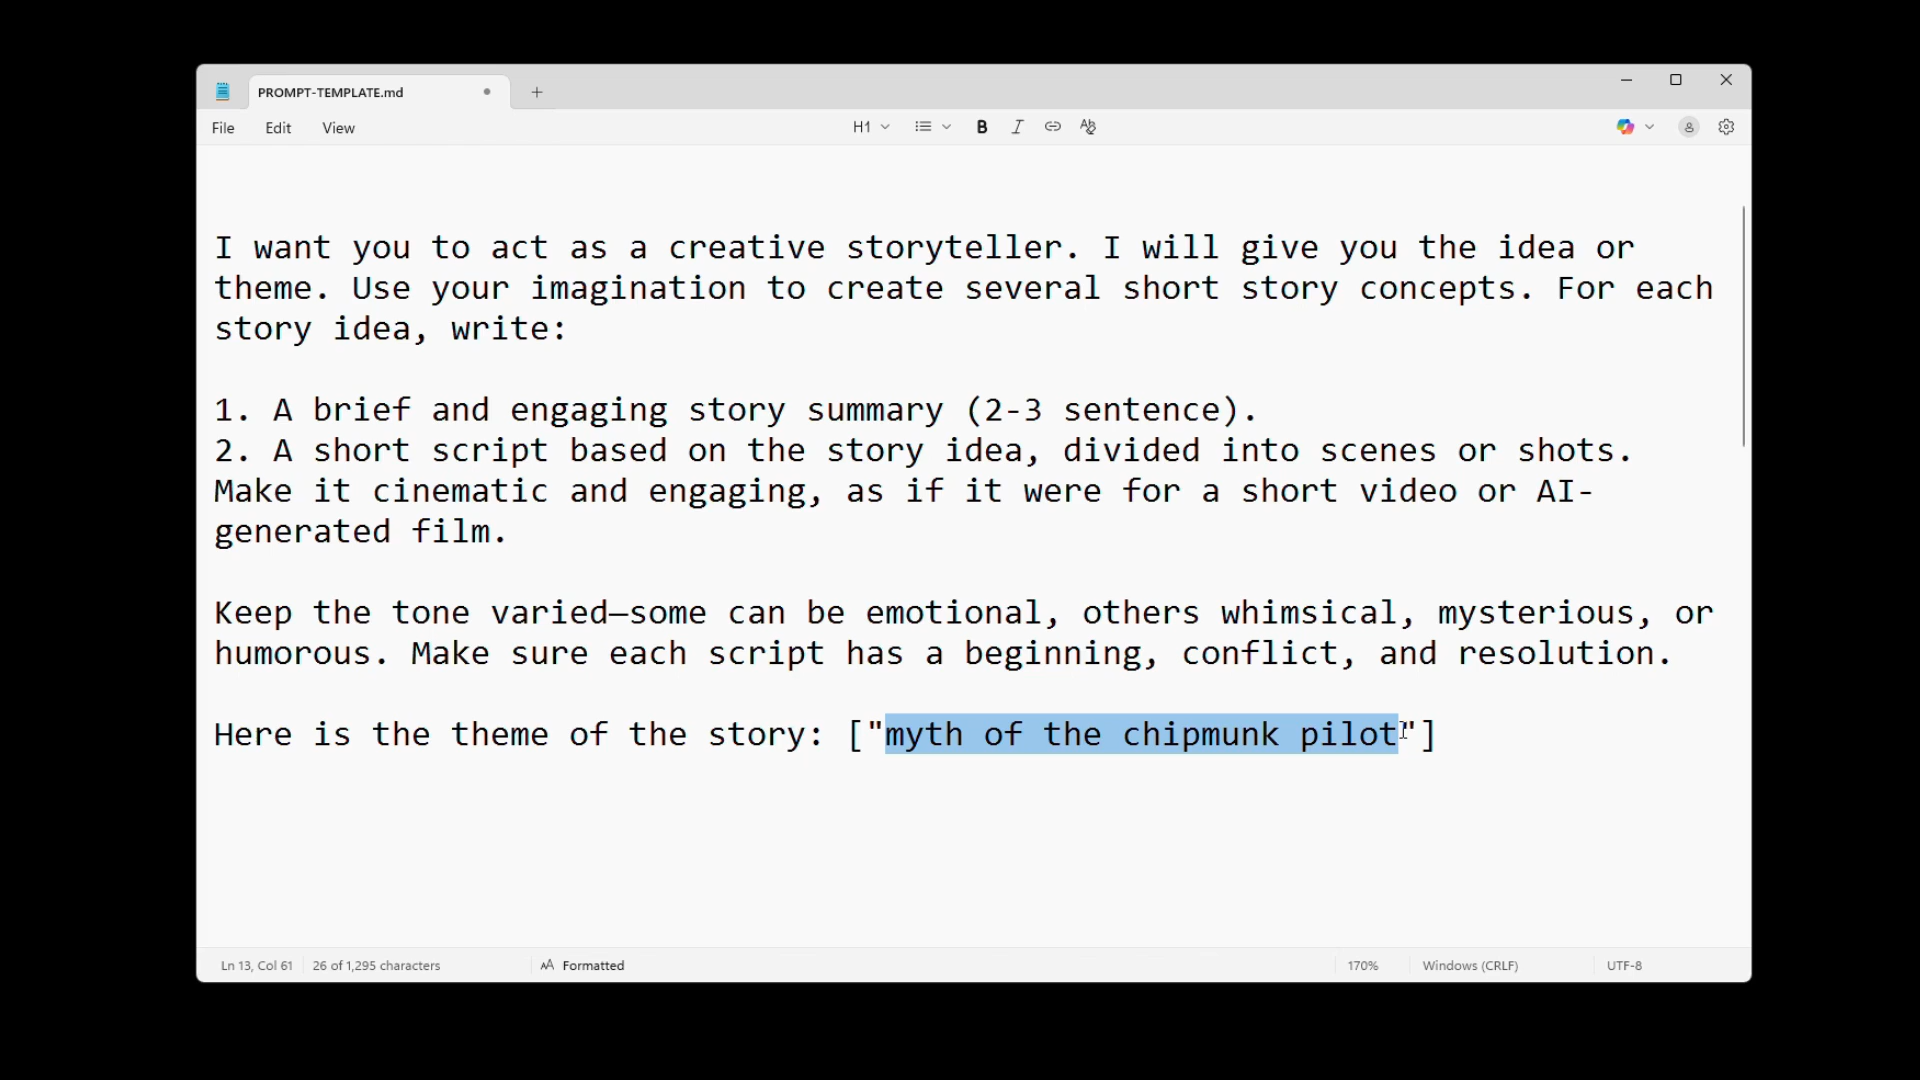 PROMPT-TEMPLATE.md
File Edit View H1 B I Ab
I want you to act as a creative storyteller. I will give you the idea or
theme. Use your imagination to create several short story concepts. For each
story idea, write:
1. A brief and engaging story summary (2-3 sentence).
2. A short script based on the story idea, divided into scenes or shots.
Make it cinematic and engaging, as if it were for a short video or AI-
generated film.
Keep the tone varied—some can be emotional, others whimsical, mysterious, or
humorous. Make sure each script has a beginning, conflict, and resolution.
Here is the theme of the story: ["myth of the chipmunk pilot"]
Ln 13, Col 61 26 of 1,295 characters AA Formatted 170% Windows (CRLF) UTF-8